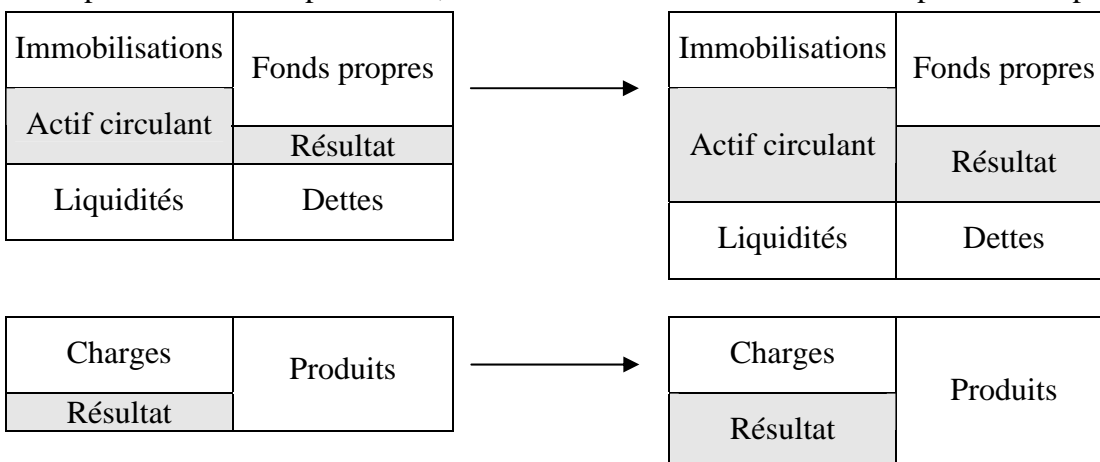 Immobilisations
Fonds propres
Actif circulant
Résultat
Liquidités
Dettes
Immobilisations
Fonds propres
Actif circulant
Résultat
Liquidités
Dettes
Charges
Produits
Résultat
Charges
Produits
Résultat